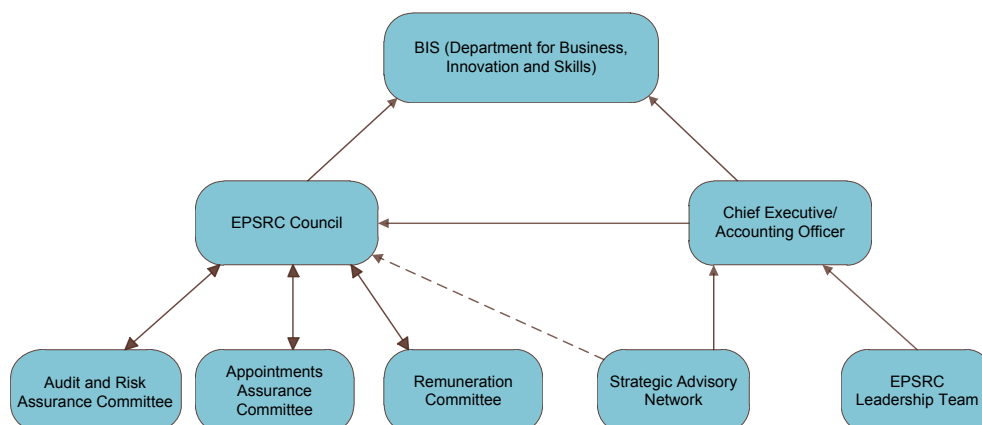 BIS (Department for Business,
Innovation and Skills)
EPSRC Council
Chief Executive/
Accounting Officer
Audit and Risk
Assurance Committee
Appointments
Assurance
Committee
Remuneration
Committee
Strategic Advisory
Network
EPSRC
Leadership Team